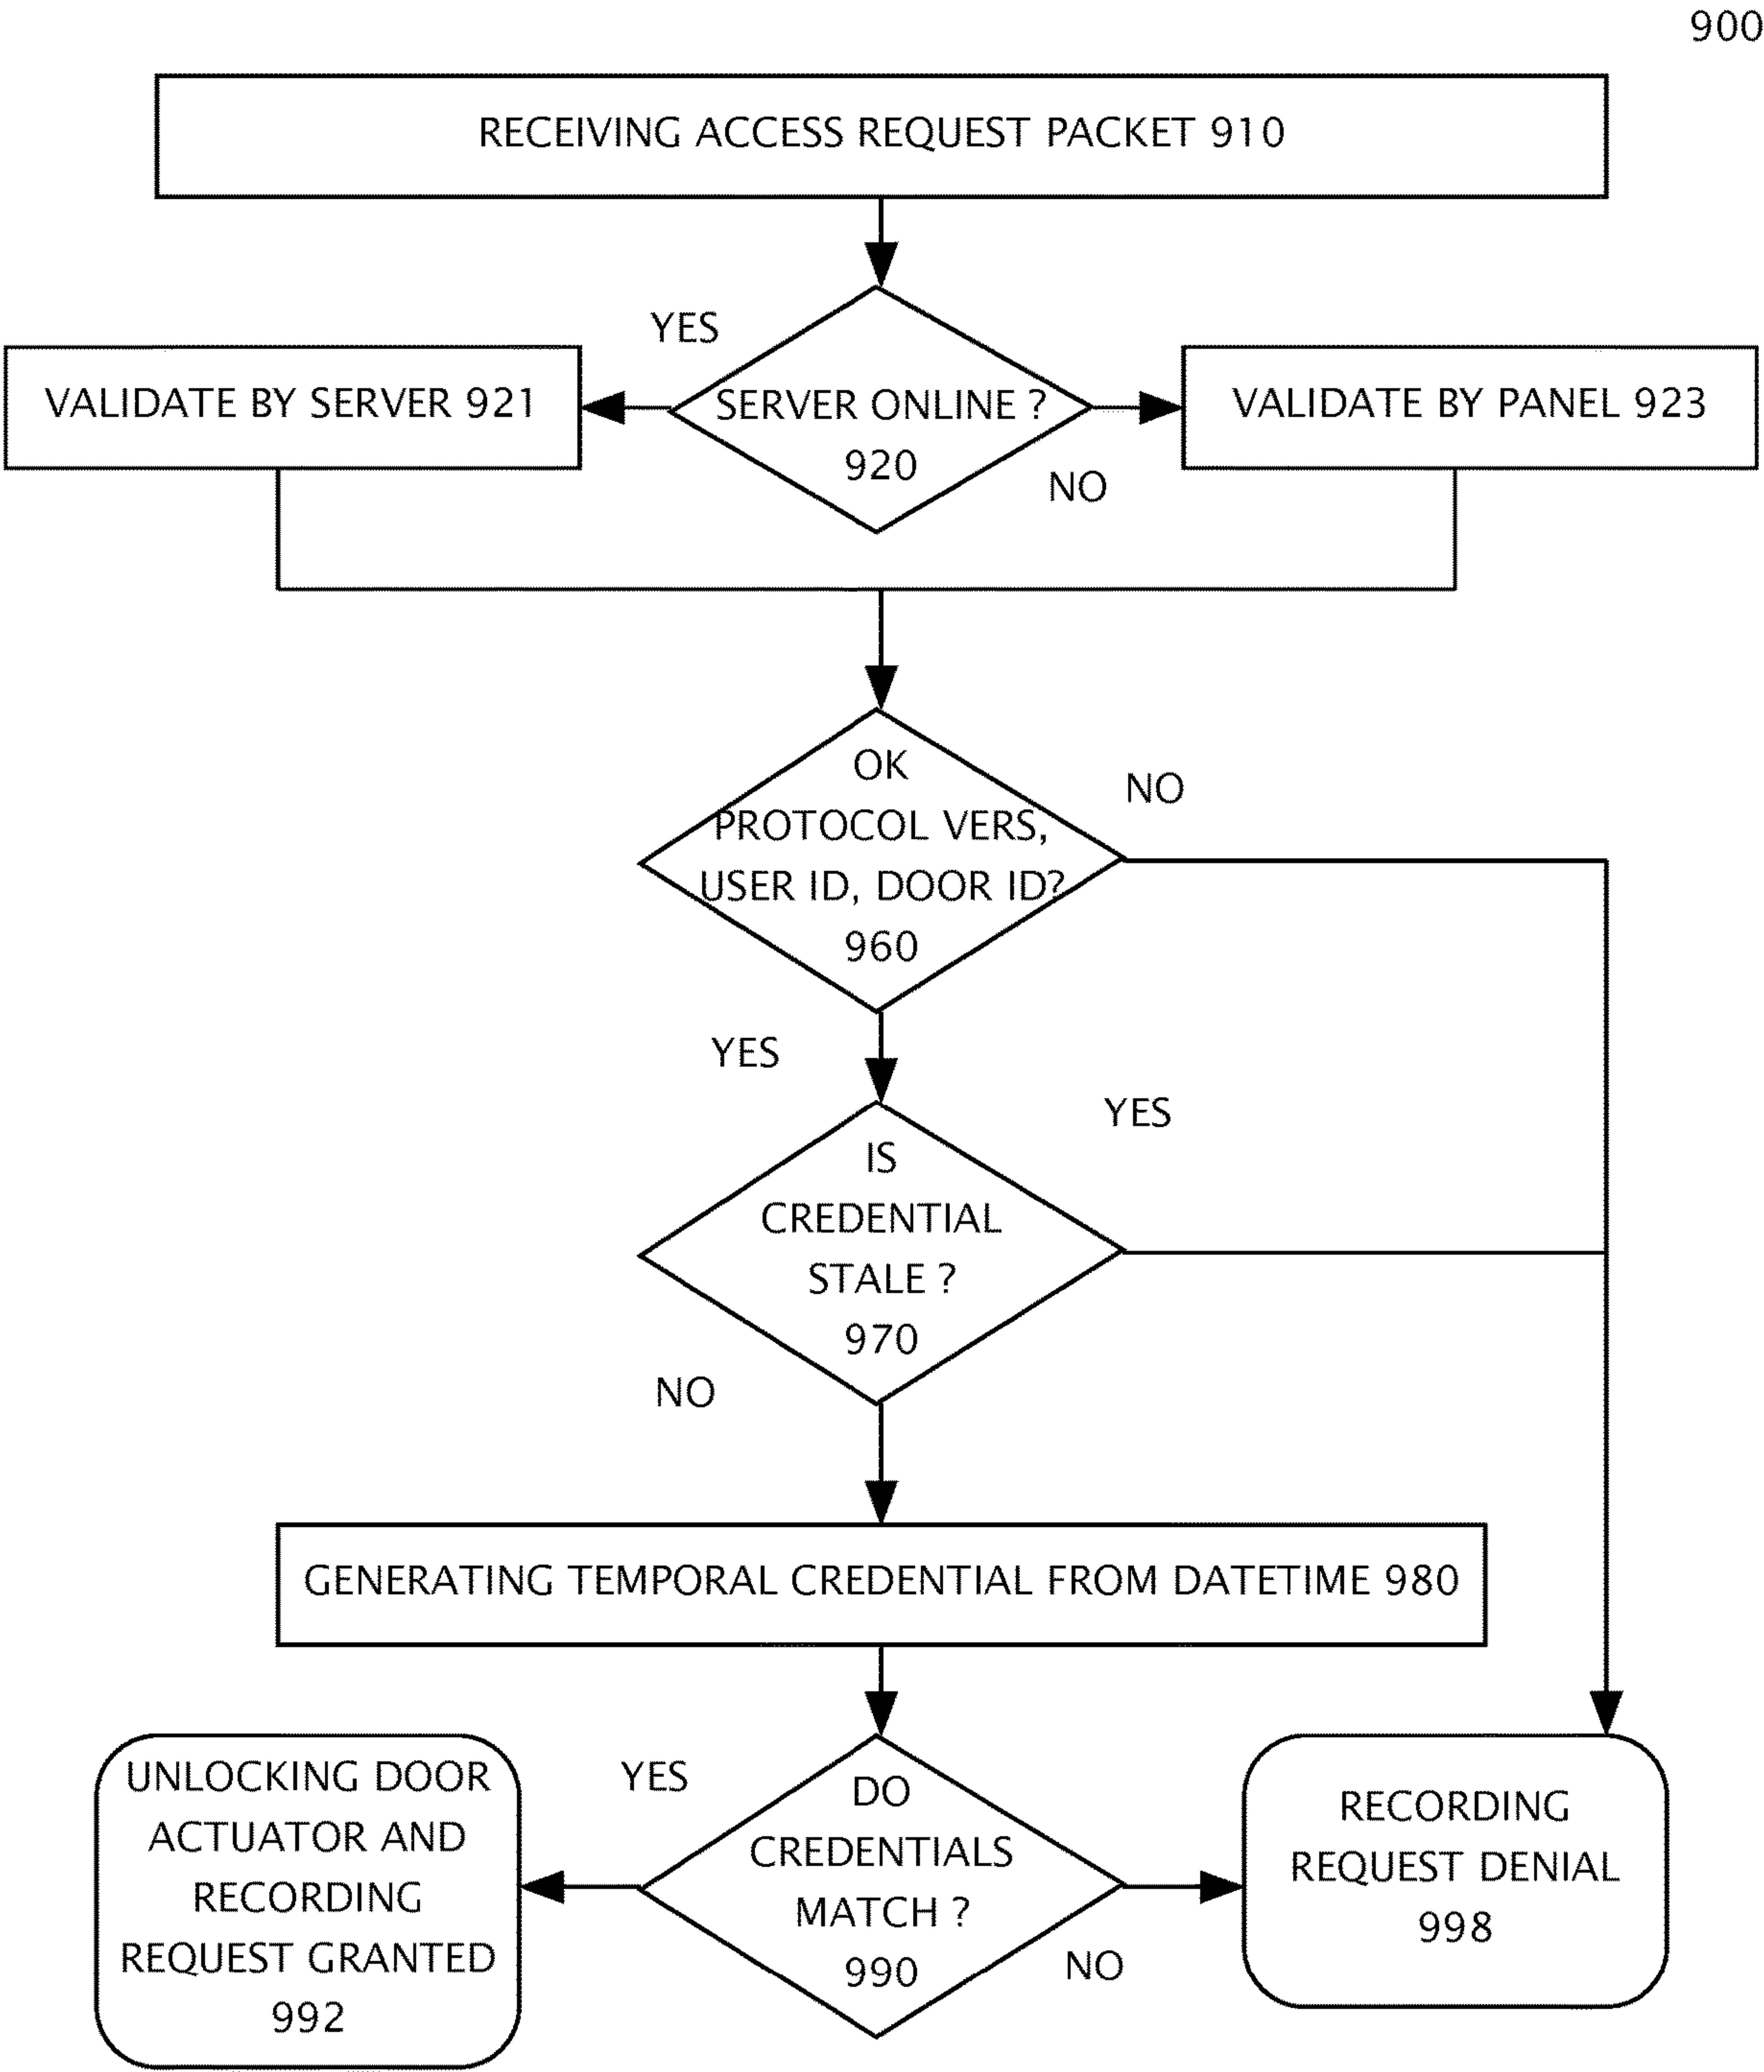 900
RECEIVING ACCESS REQUEST PACKET 910
YES
VALIDATE BY SERVER 921
SERVER ONLINE ?
920
VALIDATE BY PANEL 923
NO
OK
PROTOCOL VERS,
USER ID, DOOR ID?
960
NO
YES
YES
IS
CREDENTIAL
STALE ?
970
NO
GENERATING TEMPORAL CREDENTIAL FROM DATETIME 980
UNLOCKING DOOR
ACTUATOR AND
RECORDING
REQUEST GRANTED
992
YES
DO
CREDENTIALS
MATCH ?
990
NO
RECORDING
REQUEST DENIAL
998